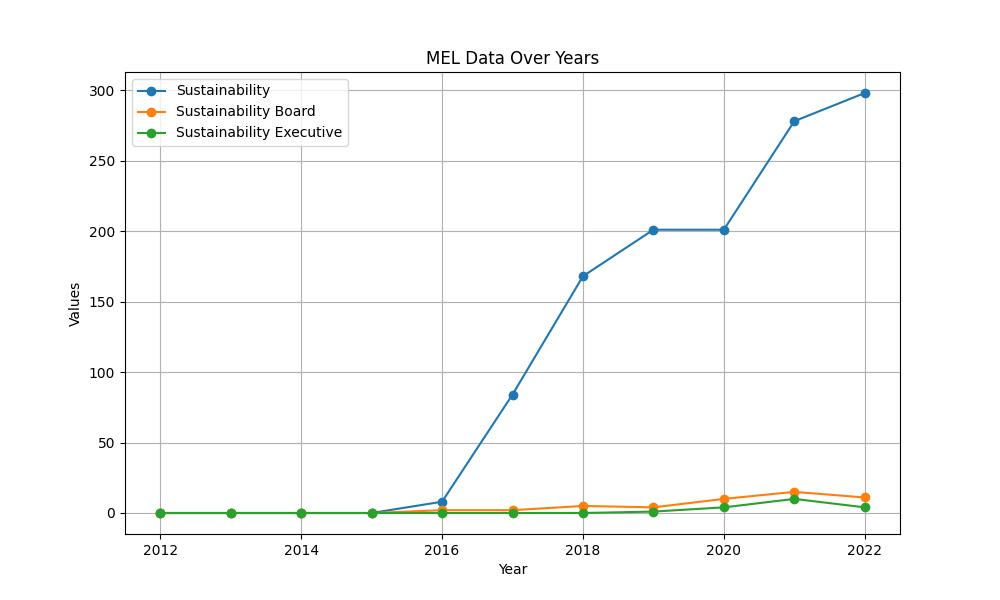 MEL Data Over Years
Sustainability
Sustainability Board
Sustainability Executive
300
250
200
150
100
50
0
Values
2012
2014
2016
2018
2020
2022
Year